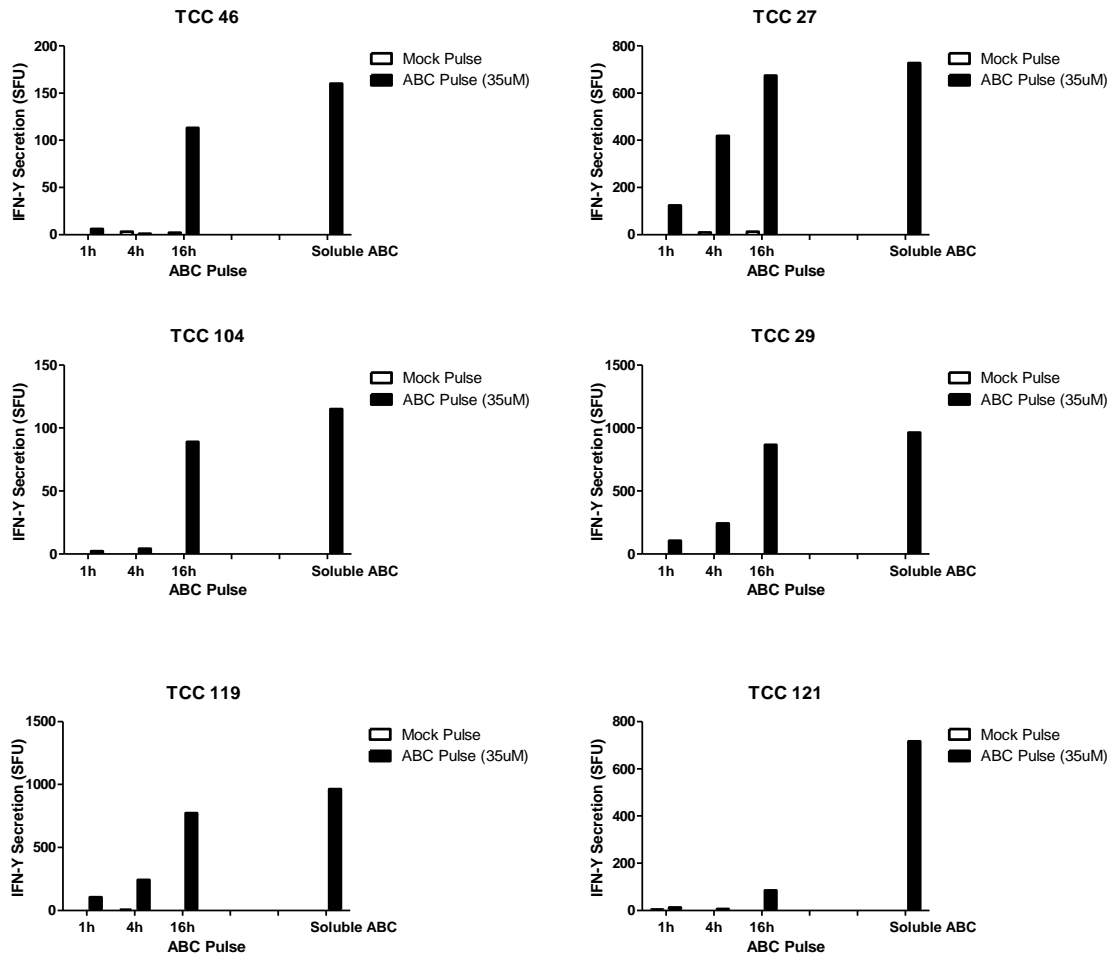 TCC 46
200
150
100
50
0
IFN-Y Secretion (SFU)
1h 4h 16h Soluble ABC
ABC Pulse
Mock Pulse
ABC Pulse (35uM)
TCC 27
800
600
400
200
0
IFN-Y Secretion (SFU)
1h 4h 16h Soluble ABC
ABC Pulse
Mock Pulse
ABC Pulse (35uM)
TCC 104
150
100
50
0
IFN-Y Secretion (SFU)
1h 4h 16h Soluble ABC
ABC Pulse
Mock Pulse
ABC Pulse (35uM)
TCC 29
1500
1000
500
0
IFN-Y Secretion (SFU)
1h 4h 16h Soluble ABC
ABC Pulse
Mock Pulse
ABC Pulse (35uM)
TCC 119
1500
1000
500
0
IFN-Y Secretion (SFU)
1h 4h 16h Soluble ABC
ABC Pulse
Mock Pulse
ABC Pulse (35uM)
TCC 121
800
600
400
200
0
IFN-Y Secretion (SFU)
1h 4h 16h Soluble ABC
ABC Pulse
Mock Pulse
ABC Pulse (35uM)